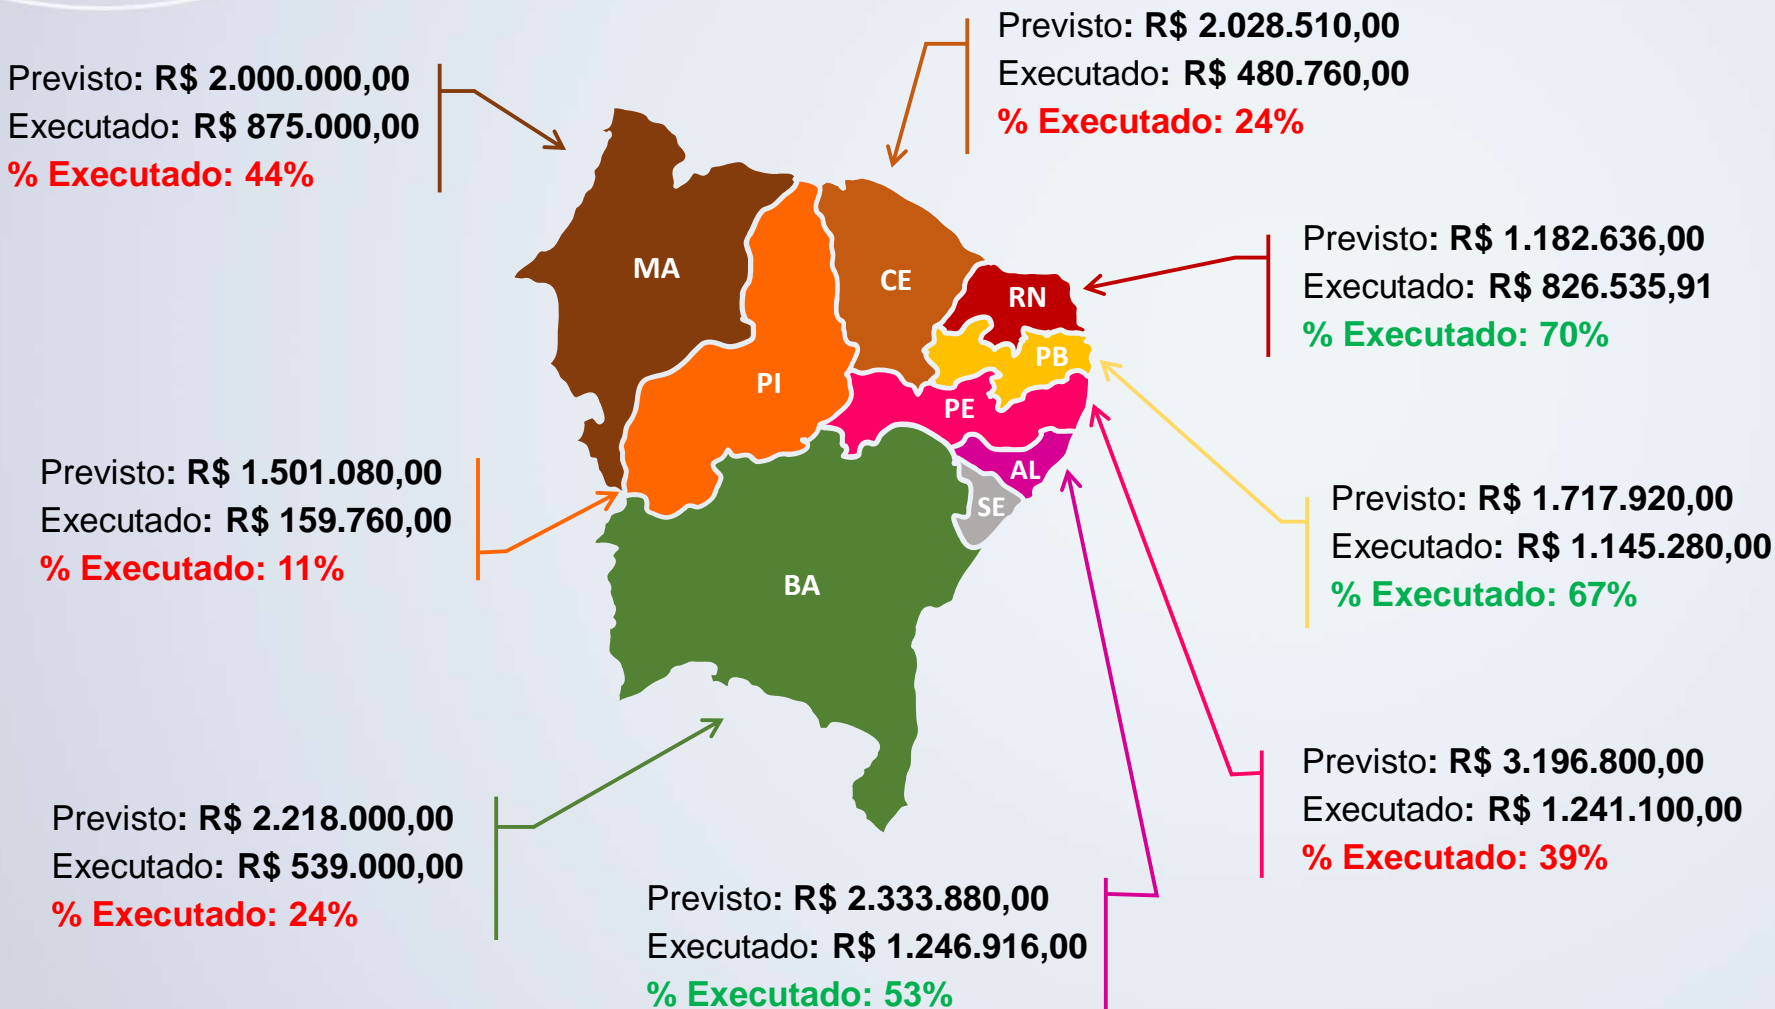 Previsto: R$ 2.028.510,00
Executado: R$ 480.760,00
% Executado: 24%
Previsto: R$ 2.000.000,00
Executado: R$ 875.000,00
% Executado: 44%
Previsto: R$ 1.182.636,00
Executado: R$ 826.535,91
% Executado: 70%
MA
CE
RN
PB
PI
PE
AL
SE
BA
Previsto: R$ 1.501.080,00
Executado: R$ 159.760,00
% Executado: 11%
Previsto: R$ 1.717.920,00
Executado: R$ 1.145.280,00
% Executado: 67%
Previsto: R$ 3.196.800,00
Executado: R$ 1.241.100,00
% Executado: 39%
Previsto: R$ 2.218.000,00
Executado: R$ 539.000,00
% Executado: 24%
Previsto: R$ 2.333.880,00
Executado: R$ 1.246.916,00
% Executado: 53%